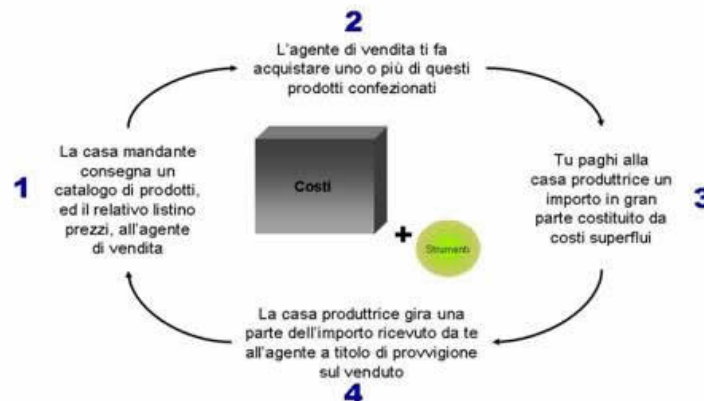 1
La casa mandante
consegna un
catalogo di prodotti,
ed il relativo listino
prezzi, all'agente
di vendita
2
L'agente di vendita ti fa
acquistare uno o più di questi
prodotti confezionati
Tu paghi alla
casa produttrice un
importo in gran
parte costituito da
costi superflui
3
La casa produttrice gira una
parte dell'importo ricevuto da te
all'agente a titolo di provvigione
sul venduto
4
Costi
+
Strumenti